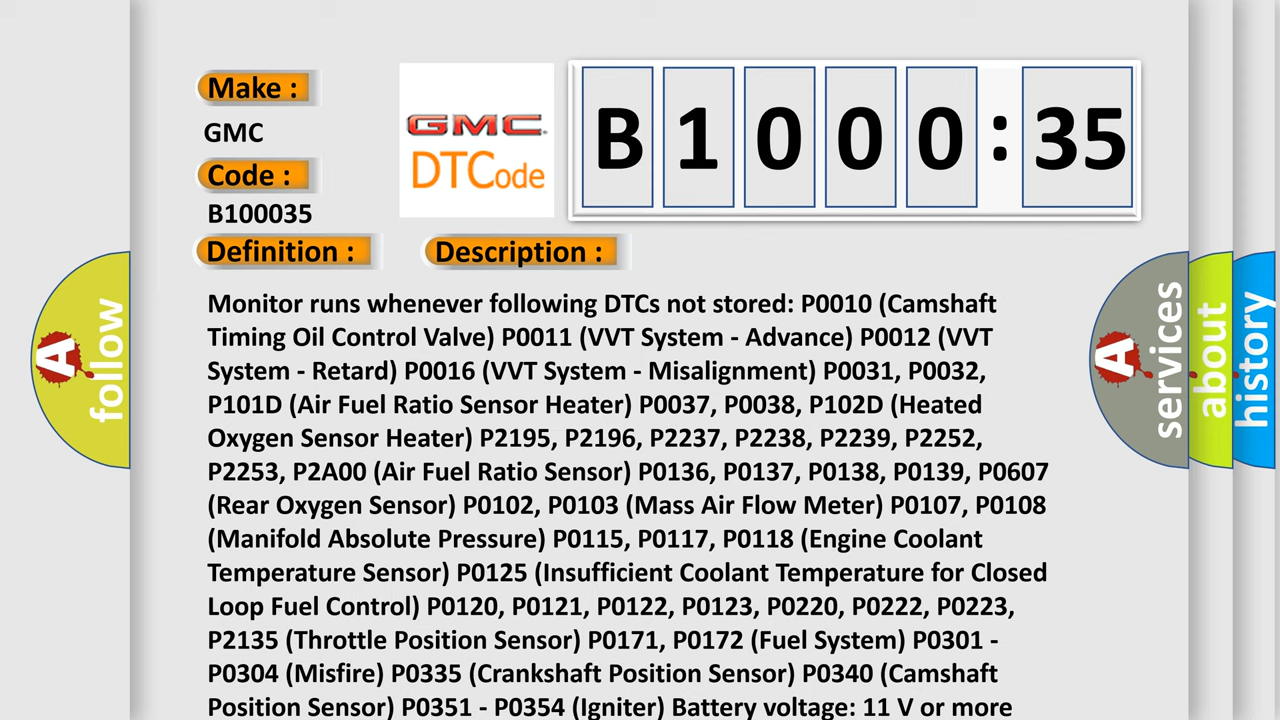 Make :
GMC
Code :
B100035
Definition :
Description :
GMC
DTCode
B 1 0 0 0 : 35
Monitor runs whenever following DTCs not stored: P0010 (Camshaft
Timing Oil Control Valve) P0011 (VVT System - Advance) P0012 (VVT
System - Retard) P0016 (VVT System - Misalignment) P0031, P0032,
P101D (Air Fuel Ratio Sensor Heater) P0037, P0038, P102D (Heated
Oxygen Sensor Heater) P2195, P2196, P2237, P2238, P2239, P2252,
P2253, P2A00 (Air Fuel Ratio Sensor) P0136, P0137, P0138, P0139, P0607
(Rear Oxygen Sensor) P0102, P0103 (Mass Air Flow Meter) P0107, P0108
(Manifold Absolute Pressure) P0115, P0117, P0118 (Engine Coolant
Temperature Sensor) P0125 (Insufficient Coolant Temperature for Closed
Loop Fuel Control) P0120, P0121, P0122, P0123, P0220, P0222, P0223,
P2135 (Throttle Position Sensor) P0171, P0172 (Fuel System) P0301 -
P0304 (Misfire) P0335 (Crankshaft Position Sensor) P0340 (Camshaft
Position Sensor) P0351 - P0354 (Igniter) Battery voltage: 11 V or more
A
follow
A
services
about
history